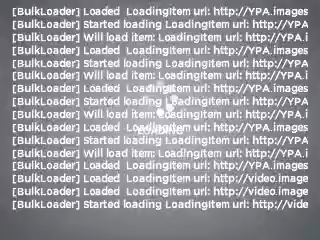 [BulkLoader] Loaded  LoadingItem url: http://YPA.images
[BulkLoader] Started loading LoadingItem url: http://YPA
[BulkLoader] Will load item: LoadingItem url: http://YPA.i
[BulkLoader] Loaded  LoadingItem url: http://YPA.images
[BulkLoader] Started loading LoadingItem url: http://YPA
[BulkLoader] Will load item: LoadingItem url: http://YPA.i
[BulkLoader] Loaded  LoadingItem url: http://YPA.images
[BulkLoader] Started loading LoadingItem url: http://YPA
[BulkLoader] Will load item: LoadingItem url: http://YPA.i
[BulkLoader] Loaded  LoadingItem url: http://YPA.images
LOADING
[BulkLoader] Started loading LoadingItem url: http://YPA
[BulkLoader] Will load item: LoadingItem url: http://YPA.i
[BulkLoader] Loaded  LoadingItem url: http://YPA.images
[BulkLoader] Loaded  LoadingItem url: http://video.image
[BulkLoader] Loaded  LoadingItem url: http://video.image
[BulkLoader] Started loading LoadingItem url: http://vide